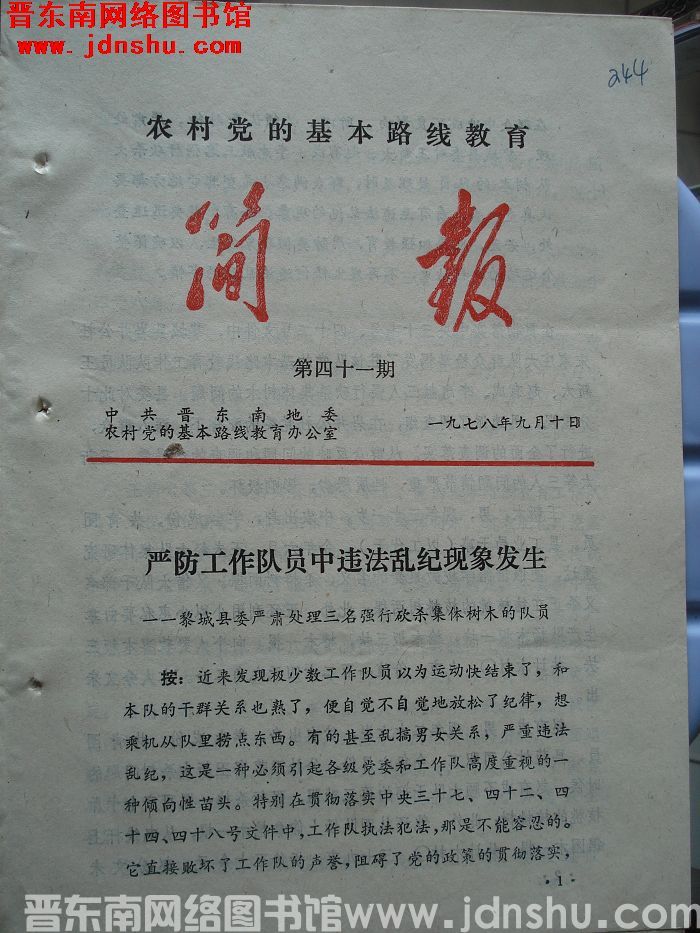 晋东南网络图书馆
www.jdnshu.com
244
农村党的基本路线教育
简报
第四十一期
中共晋东南地委
农村党的基本路线教育办公室
一九七八年九月十日
严防工作队员中违法乱纪现象发生
——黎城县委严肃处理三名强行砍杀集体树木的队员
按：近来发现极少数工作队员以为运动快结束了，和
本队的干群关系也熟了，便自觉不自觉地放松了纪律，想
乘机从队里捞点东西。有的甚至乱搞男女关系，严重违法
乱纪，这是一种必须引起各级党委和工作队高度重视的一
种倾向性苗头。特别在贯彻落实中央三十七、四十二、四
十四、四十八号文件中，工作队执法犯法，那是不能容忍的。
它直接败坏了工作队的声誉，阻碍了党的政策的贯彻落实，
·1·
晋东南网络图书馆 www.jdnshu.com